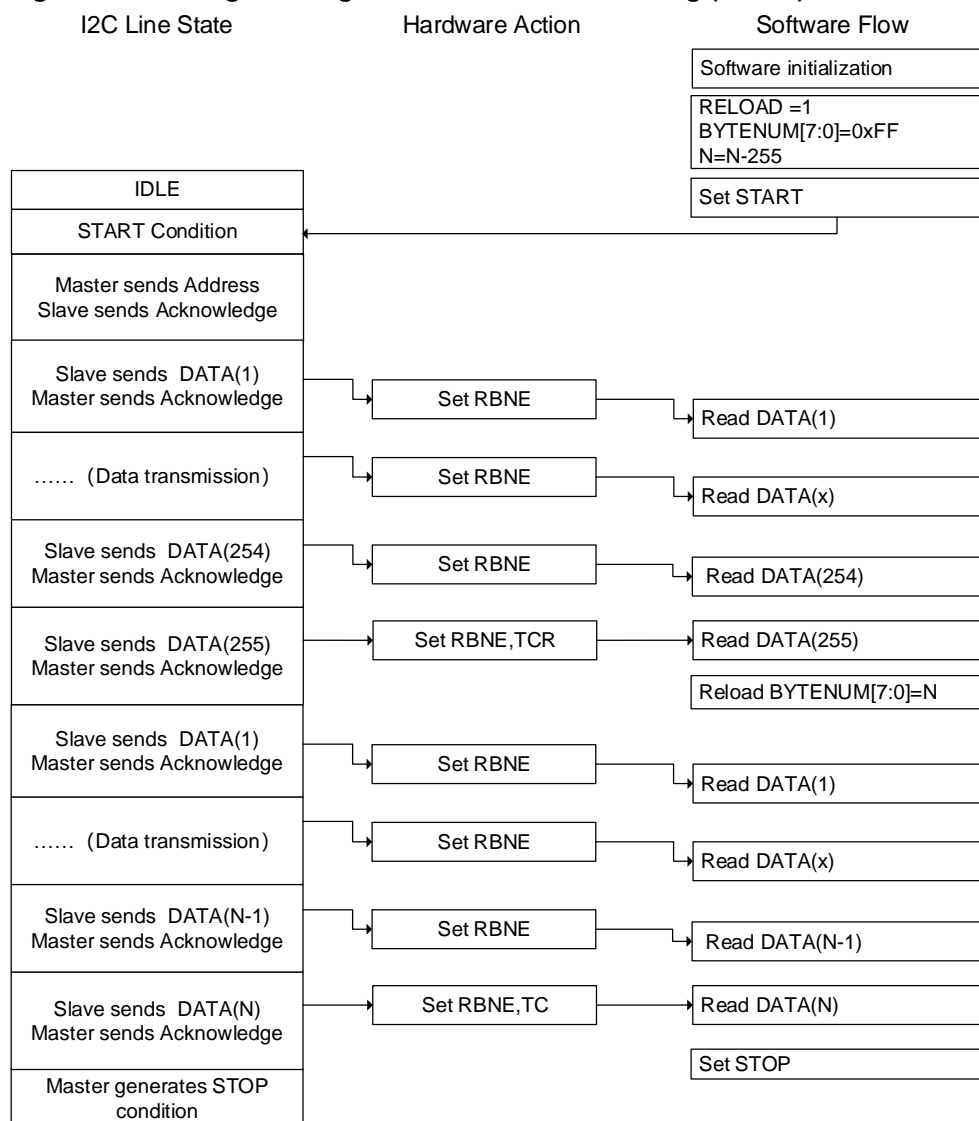 I2C Line State
Hardware Action
Software Flow
Software initialization
RELOAD =1
BYTENUM[7:0]=0xFF
N=N-255
IDLE
Set START
START Condition
Master sends Address
Slave sends Acknowledge
Slave sends DATA(1)
Master sends Acknowledge
Set RBNE
Read DATA(1)
...... (Data transmission)
Set RBNE
Read DATA(x)
Slave sends DATA(254)
Master sends Acknowledge
Set RBNE
Read DATA(254)
Slave sends DATA(255)
Master sends Acknowledge
Set RBNE,TCR
Read DATA(255)
Reload BYTENUM[7:0]=N
Slave sends DATA(1)
Master sends Acknowledge
Set RBNE
Read DATA(1)
...... (Data transmission)
Set RBNE
Read DATA(x)
Slave sends DATA(N-1)
Master sends Acknowledge
Set RBNE
Read DATA(N-1)
Slave sends DATA(N)
Master sends Acknowledge
Set RBNE,TC
Read DATA(N)
Set STOP
Master generates STOP
condition